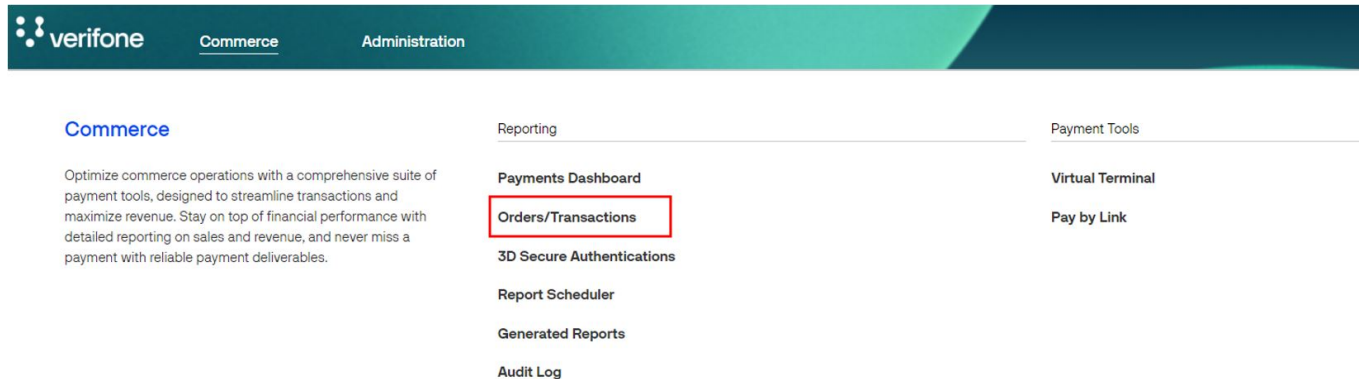 verifone
Commerce
Administration
Commerce
Optimize commerce operations with a comprehensive suite of
payment tools, designed to streamline transactions and
maximize revenue. Stay on top of financial performance with
detailed reporting on sales and revenue, and never miss a
payment with reliable payment deliverables.
Reporting
Payments Dashboard
Orders/Transactions
3D Secure Authentications
Report Scheduler
Generated Reports
Audit Log
Payment Tools
Virtual Terminal
Pay by Link